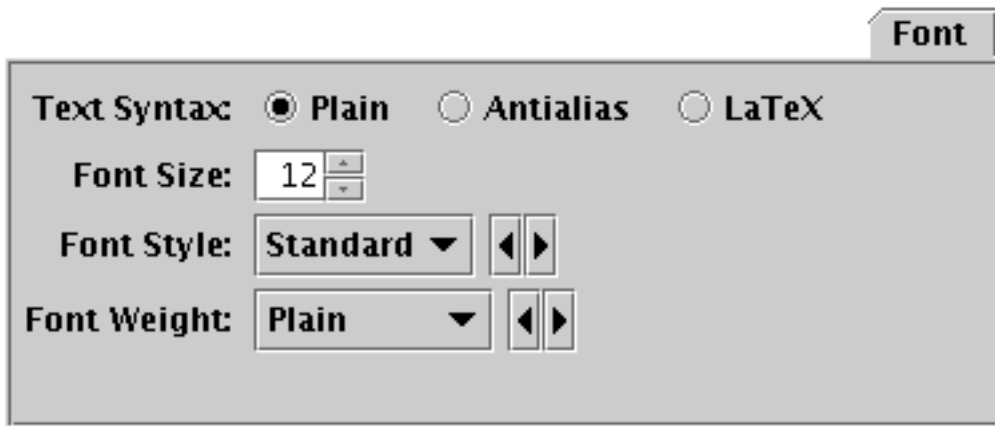 Font
Text Syntax: Plain Antialias LaTeX
Font Size: 12
Font Style: Standard
Font Weight: Plain